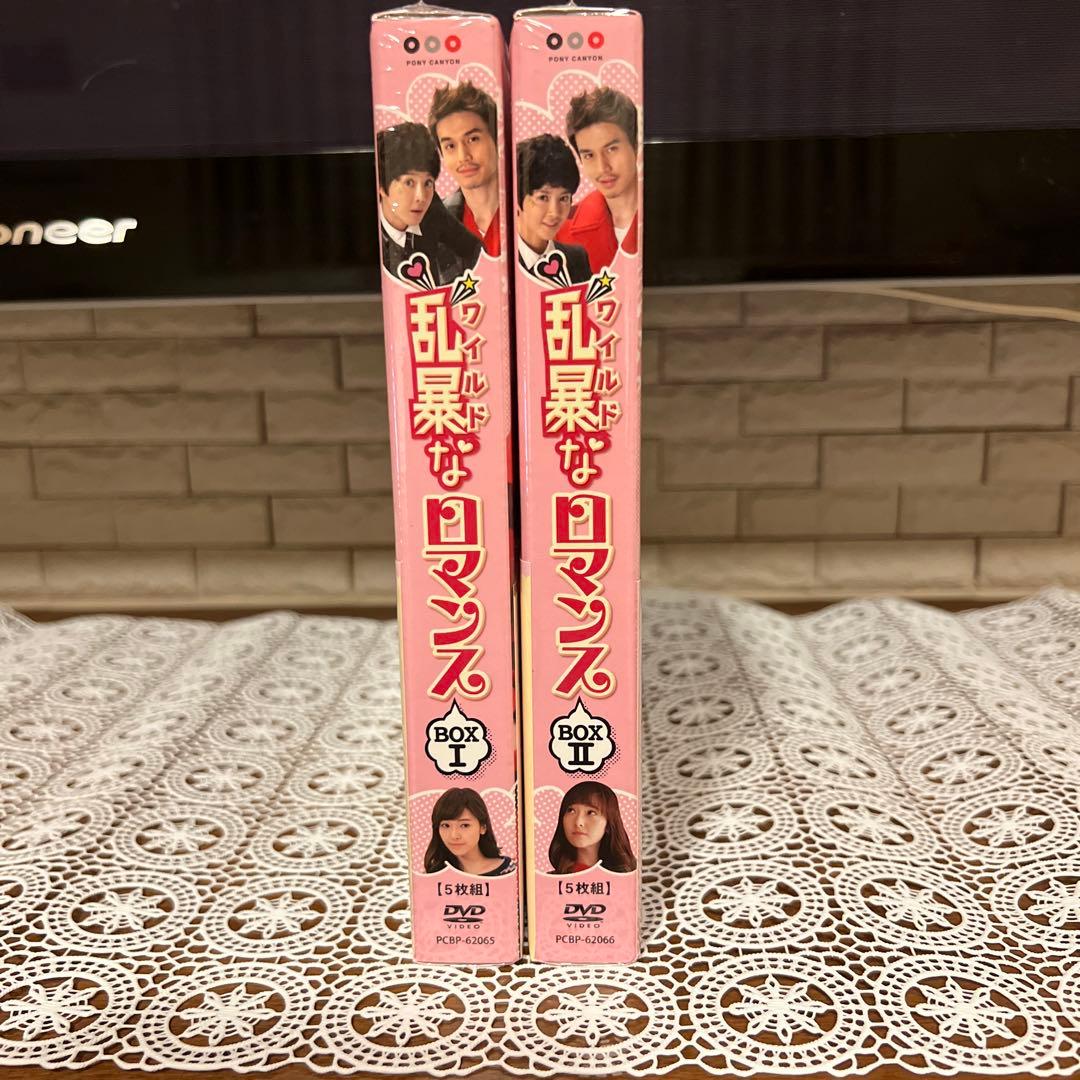 oneer
PONY CANYON
乱暴な
ワイルド
ロマンス
BOX
I
【5枚組】
DVD
VIDEO
PCBP-62065
PONY CANYON
乱暴な
ワイルド
ロマンス
BOX
II
【5枚組】
DVD
VIDEO
PCBP-62066